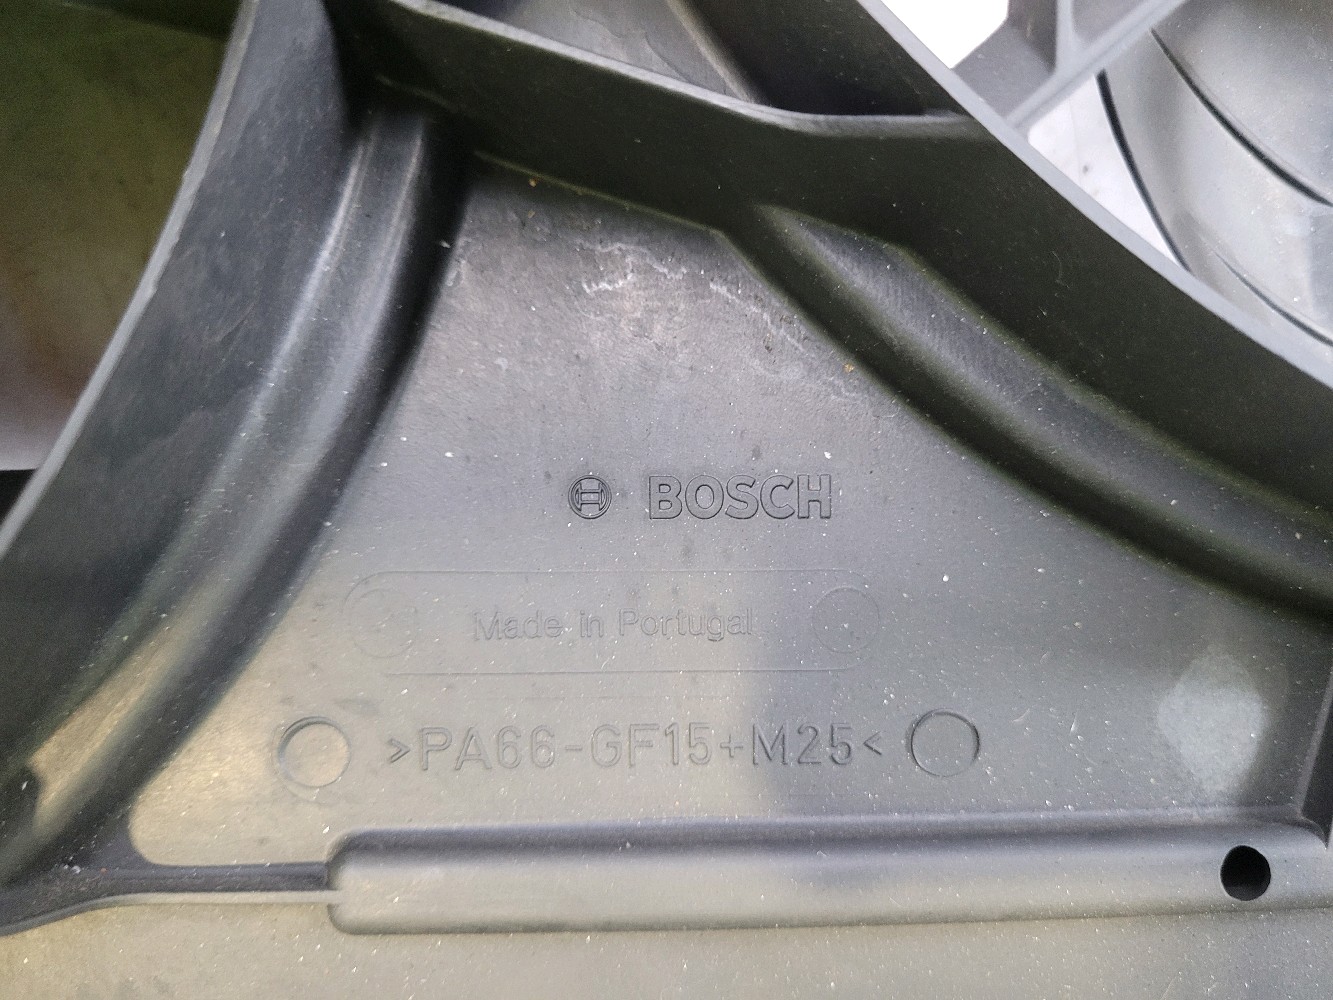 BOSCH
Made in Portugal
>PA66-GF15+M25<